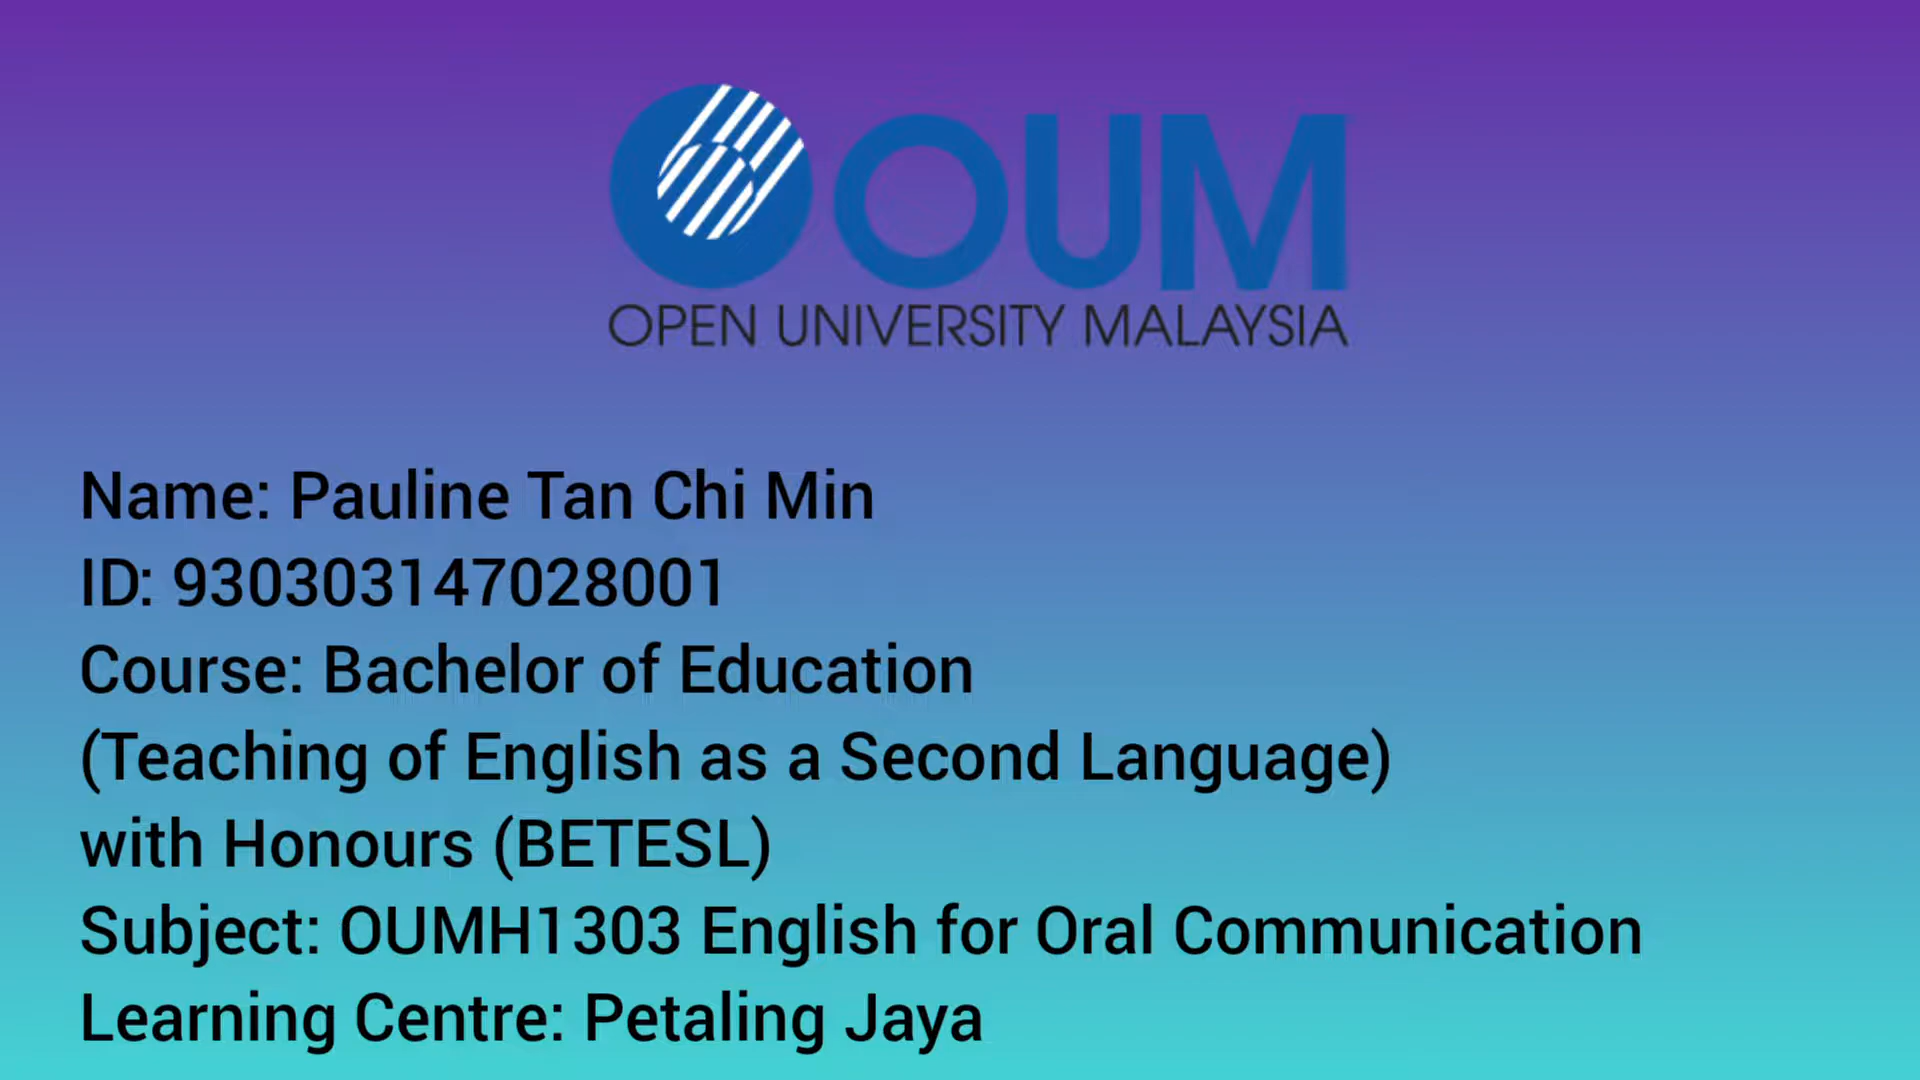 OUM
OPEN UNIVERSITY MALAYSIA
Name: Pauline Tan Chi Min
ID: 930303147028001
Course: Bachelor of Education
(Teaching of English as a Second Language)
with Honours (BETESL)
Subject: OUMH1303 English for Oral Communication
Learning Centre: Petaling Jaya